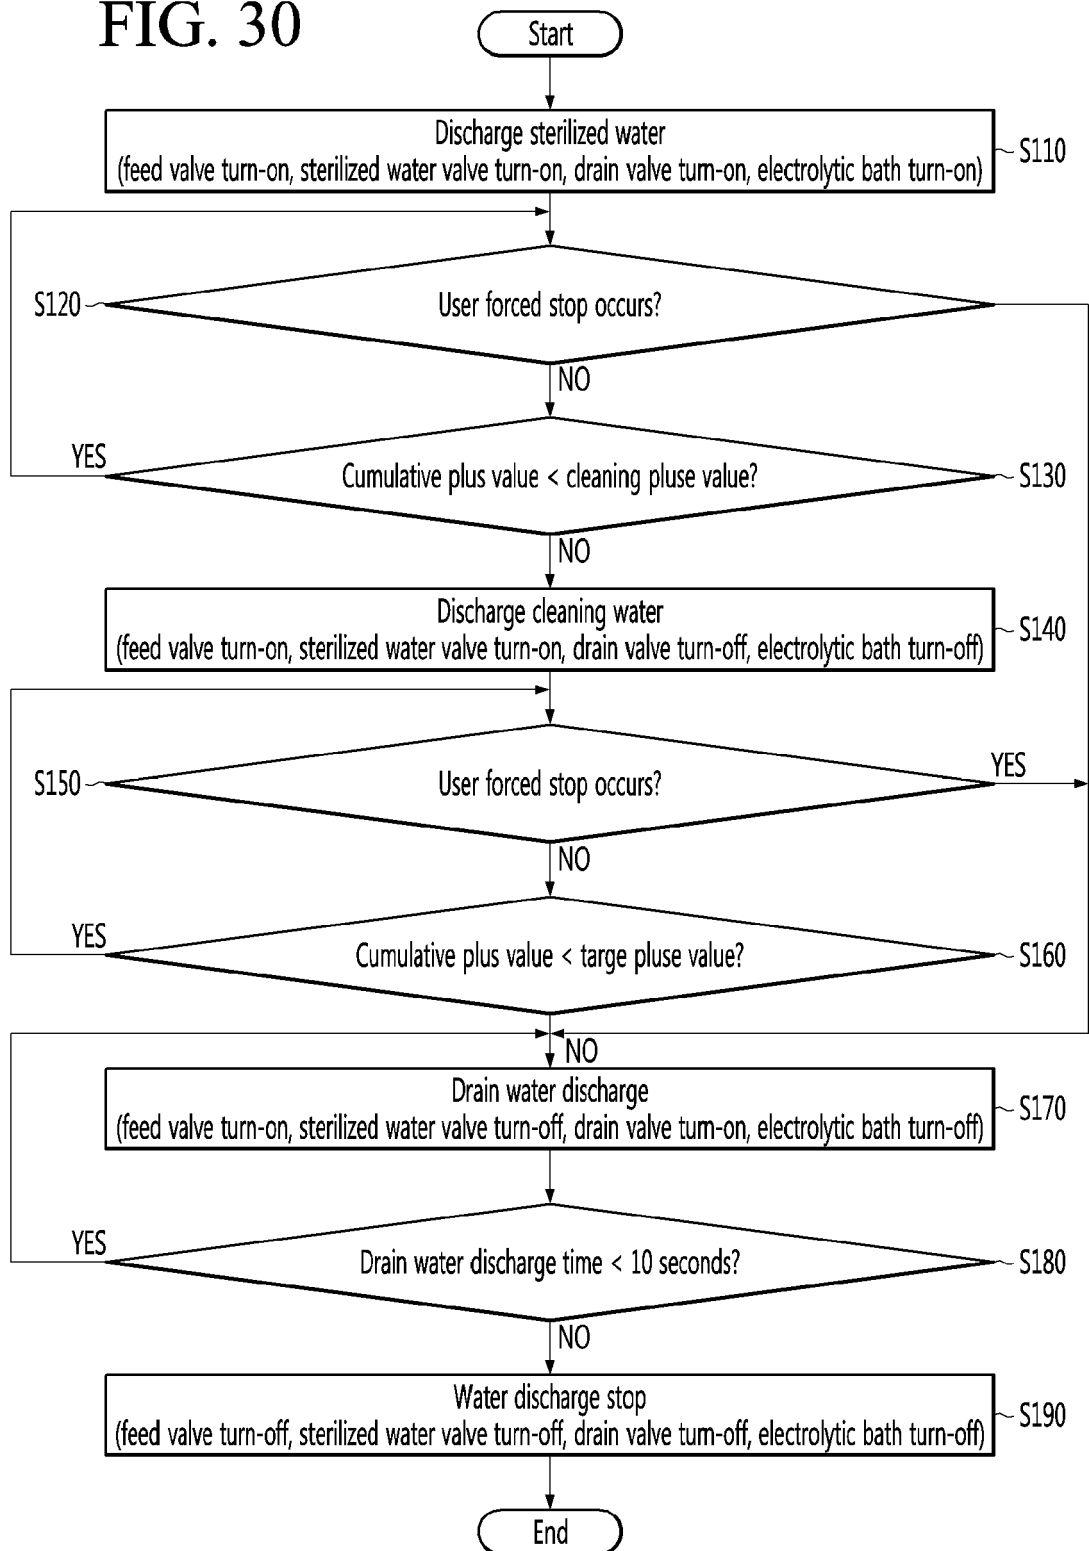 FIG. 30
Start
Discharge sterilized water
(feed valve turn-on, sterilized water valve turn-on, drain valve turn-on, electrolytic bath turn-on)
S110
S120
User forced stop occurs?
NO
YES
Cumulative plus value < cleaning pluse value?
S130
NO
Discharge cleaning water
(feed valve turn-on, sterilized water valve turn-on, drain valve turn-off, electrolytic bath turn-off)
S140
S150
User forced stop occurs?
YES
NO
YES
Cumulative plus value < targe pluse value?
S160
NO
Drain water discharge
(feed valve turn-on, sterilized water valve turn-off, drain valve turn-on, electrolytic bath turn-off)
S170
YES
Drain water discharge time < 10 seconds?
S180
NO
Water discharge stop
(feed valve turn-off, sterilized water valve turn-off, drain valve turn-off, electrolytic bath turn-off)
S190
End